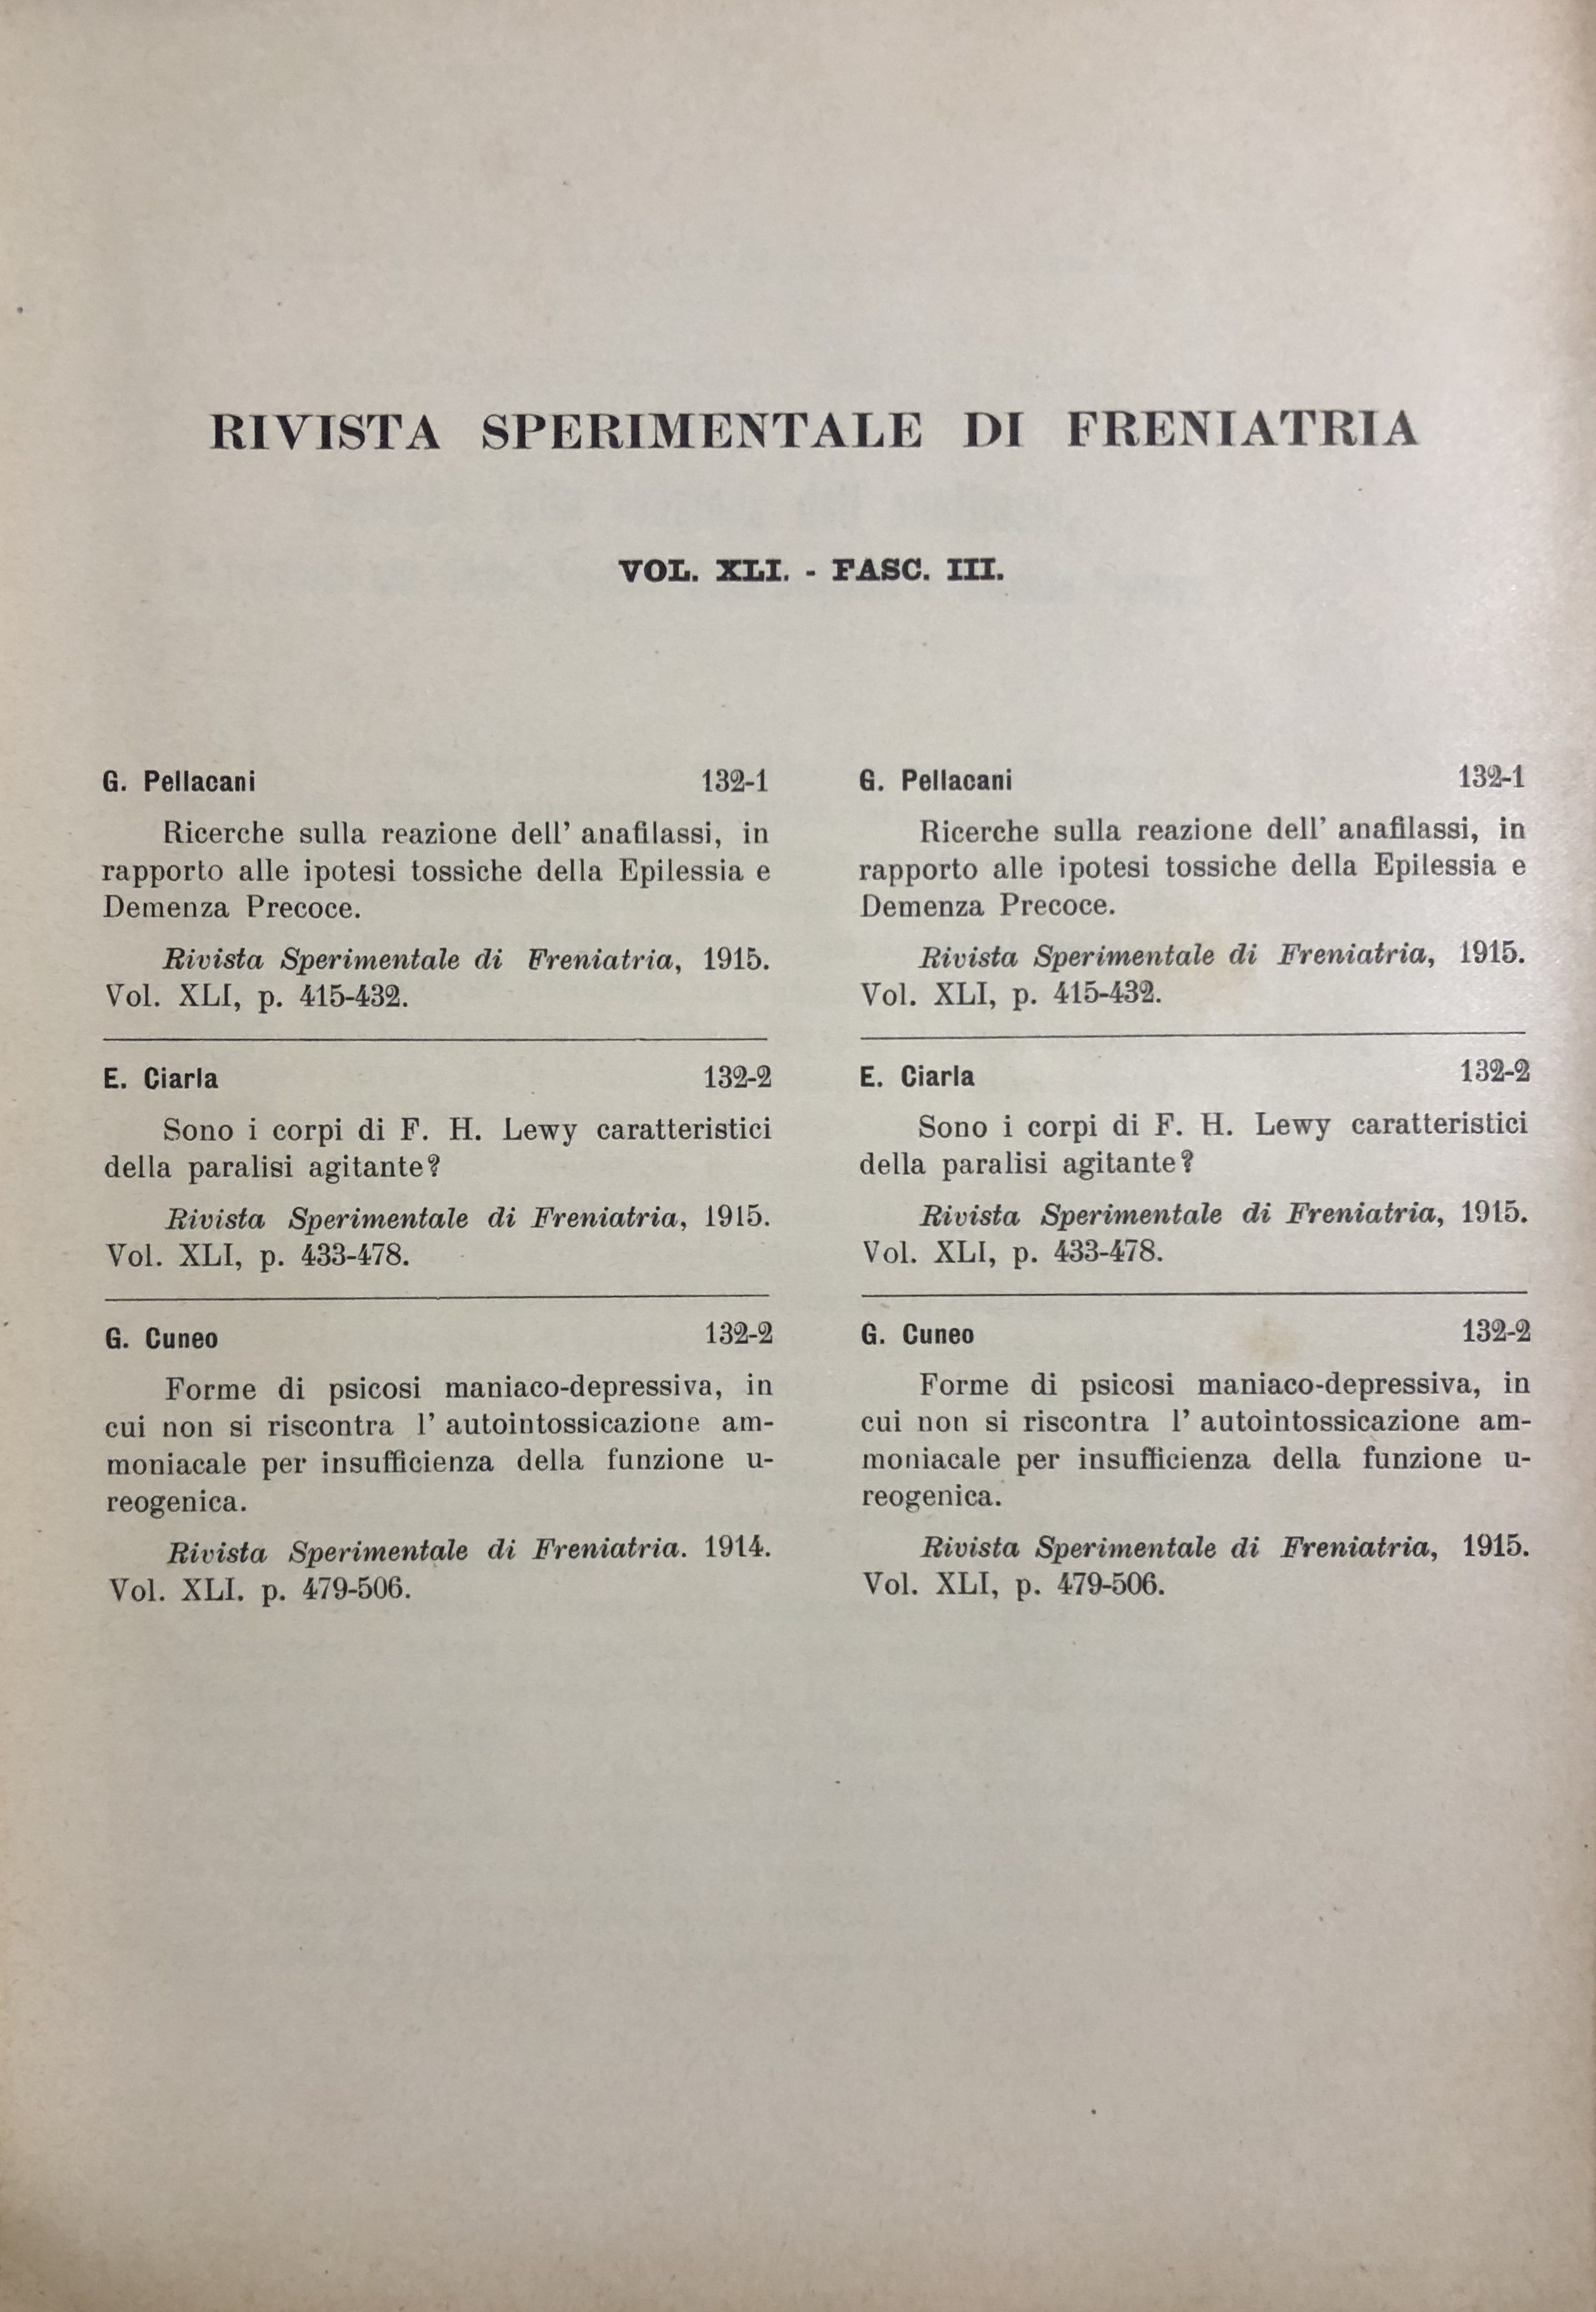 RIVISTA SPERIMENTALE DI FRENIATRIA
VOL. XLI. - FASC. III.
G. Pellacani 132-1
Ricerche sulla reazione dell' anafilassi, in
rapporto alle ipotesi tossiche della Epilessia e
Demenza Precoce.
Rivista Sperimentale di Freniatria, 1915.
Vol. XLI, p. 415-432.
E. Ciarla 132-2
Sono i corpi di F. H. Lewy caratteristici
della paralisi agitante?
Rivista Sperimentale di Freniatria, 1915.
Vol. XLI, p. 433-478.
G. Cuneo 132-2
Forme di psicosi maniaco-depressiva, in
cui non si riscontra l' autointossicazione am-
moniacale per insufficienza della funzione u-
reogenica.
Rivista Sperimentale di Freniatria. 1914.
Vol. XLI. p. 479-506.
G. Pellacani 132-1
Ricerche sulla reazione dell' anafilassi, in
rapporto alle ipotesi tossiche della Epilessia e
Demenza Precoce.
Rivista Sperimentale di Freniatria, 1915.
Vol. XLI, p. 415-432.
E. Ciarla 132-2
Sono i corpi di F. H. Lewy caratteristici
della paralisi agitante?
Rivista Sperimentale di Freniatria, 1915.
Vol. XLI, p. 433-478.
G. Cuneo 132-2
Forme di psicosi maniaco-depressiva, in
cui non si riscontra l' autointossicazione am-
moniacale per insufficienza della funzione u-
reogenica.
Rivista Sperimentale di Freniatria, 1915.
Vol. XLI, p. 479-506.